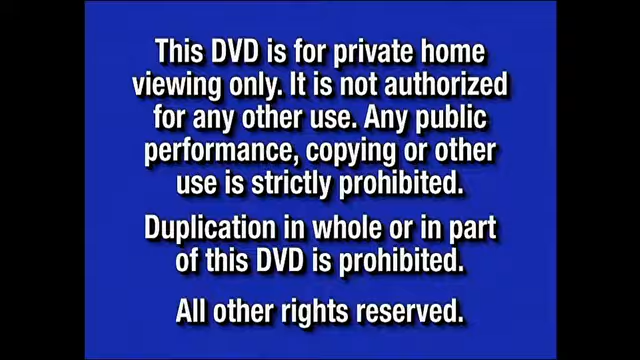 This DVD is for private home
viewing only. It is not authorized
for any other use. Any public
performance, copying or other
use is strictly prohibited.
Duplication in whole or in part
of this DVD is prohibited.
All other rights reserved.